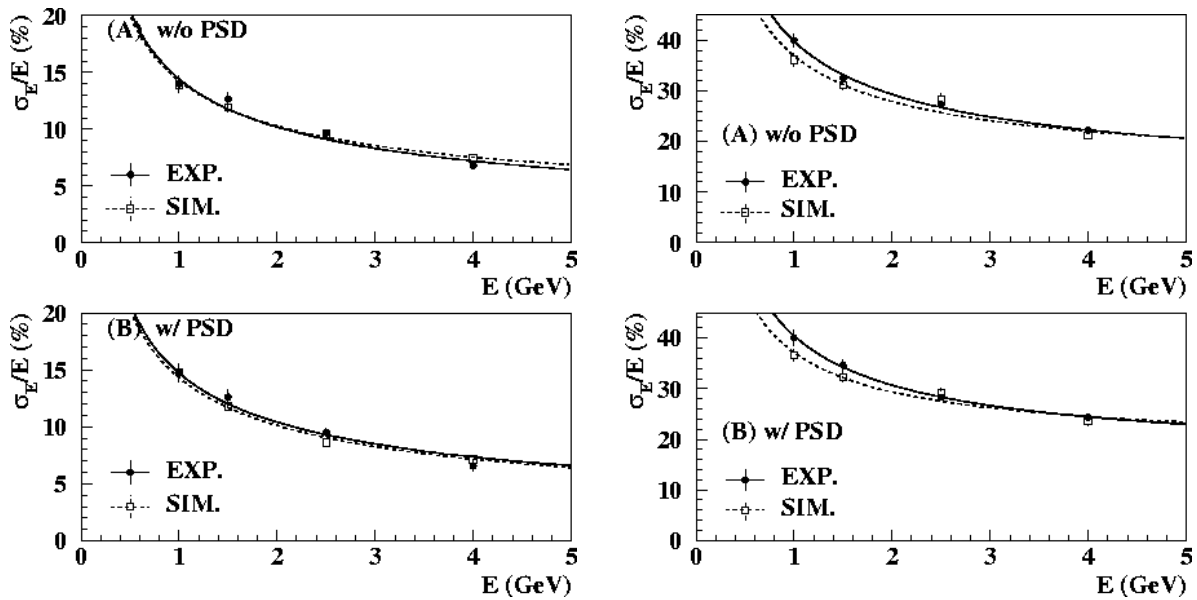 σE/E (%)
20
15
10
5
0
(A) w/o PSD
EXP.
SIM.
0 1 2 3 4 5
E (GeV)
σE/E (%)
40
30
20
10
0
(A) w/o PSD
EXP.
SIM.
0 1 2 3 4 5
E (GeV)
σE/E (%)
20
15
10
5
0
(B) w/ PSD
EXP.
SIM.
0 1 2 3 4 5
E (GeV)
σE/E (%)
40
30
20
10
0
(B) w/ PSD
EXP.
SIM.
0 1 2 3 4 5
E (GeV)